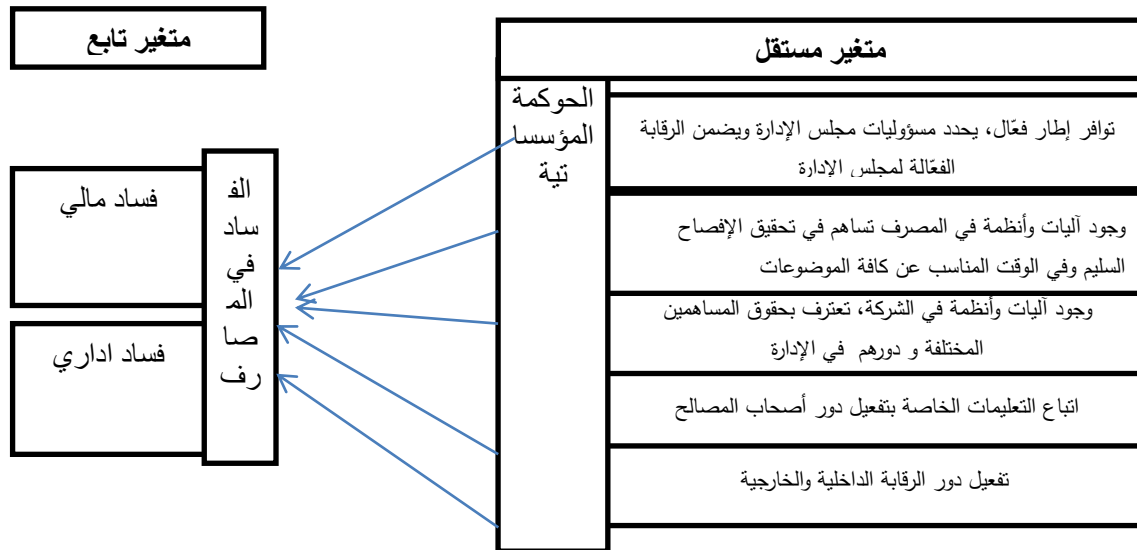 متغير مستقل
الحوكمة
المؤسسا
تية
توافر إطار فعّال، يحدد مسؤوليات مجلس الإدارة ويضمن الرقابة
الفعّالة لمجلس الإدارة
وجود آليات وأنظمة في المصرف تساهم في تحقيق الإفصاح
السليم وفي الوقت المناسب عن كافة الموضوعات
وجود آليات وأنظمة في الشركة، تعترف بحقوق المساهمين
المختلفة و دورهم في الإدارة
اتباع التعليمات الخاصة بتفعيل دور أصحاب المصالح
تفعيل دور الرقابة الداخلية والخارجية
متغير تابع
الف
ساد
في
الم
صا
رف
فساد مالي
فساد اداري